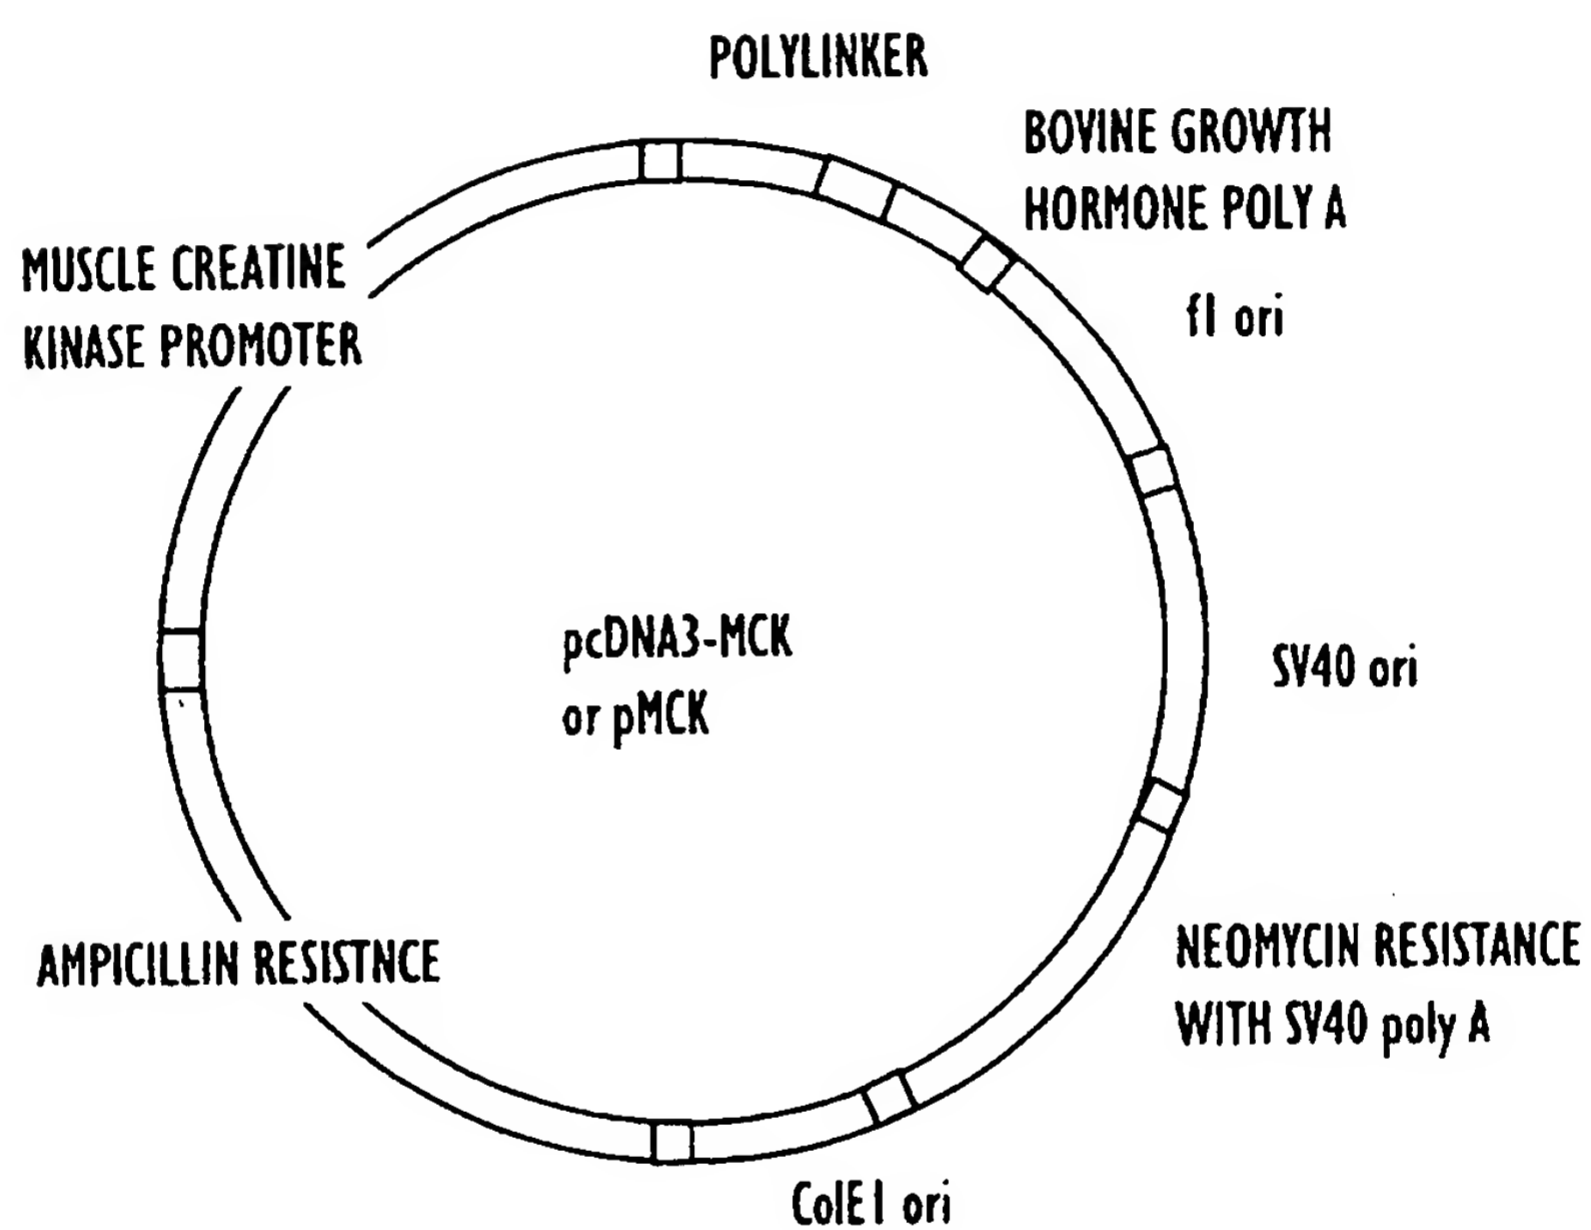 POLYLINKER
BOVINE GROWTH
HORMONE POLY A
f1 ori
MUSCLE CREATINE
KINASE PROMOTER
pcDNA3-MCK
or pMCK
SV40 ori
NEOMYCIN RESISTANCE
WITH SV40 poly A
AMPICILLIN RESISTNCE
ColE1 ori